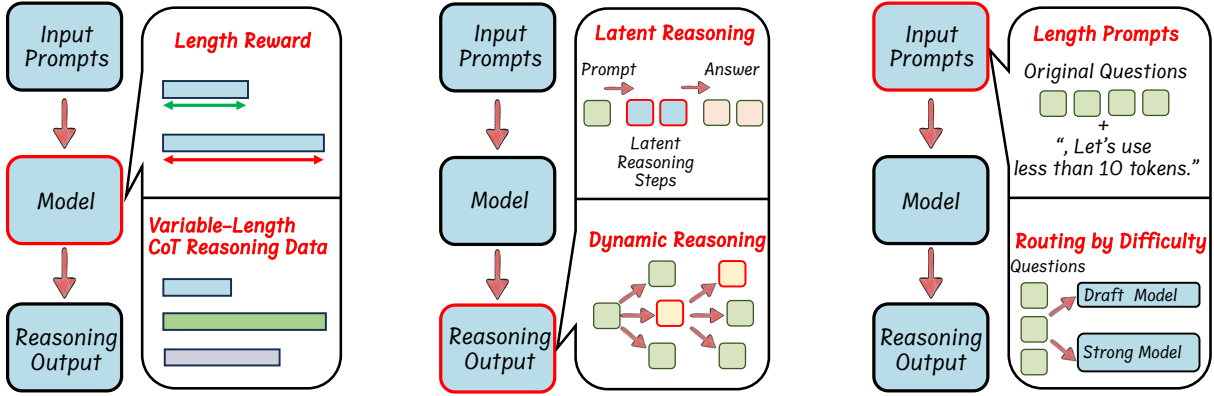 Input
Prompts
Model
Reasoning
Output
Length Reward
Variable-Length
CoT Reasoning Data
Input
Prompts
Model
Reasoning
Output
Latent Reasoning
Prompt
Answer
Latent
Reasoning
Steps
Dynamic Reasoning
Input
Prompts
Model
Reasoning
Output
Length Prompts
Original Questions
+
“, Let’s use
less than 10 tokens.”
Routing by Difficulty
Questions
Draft Model
Strong Model